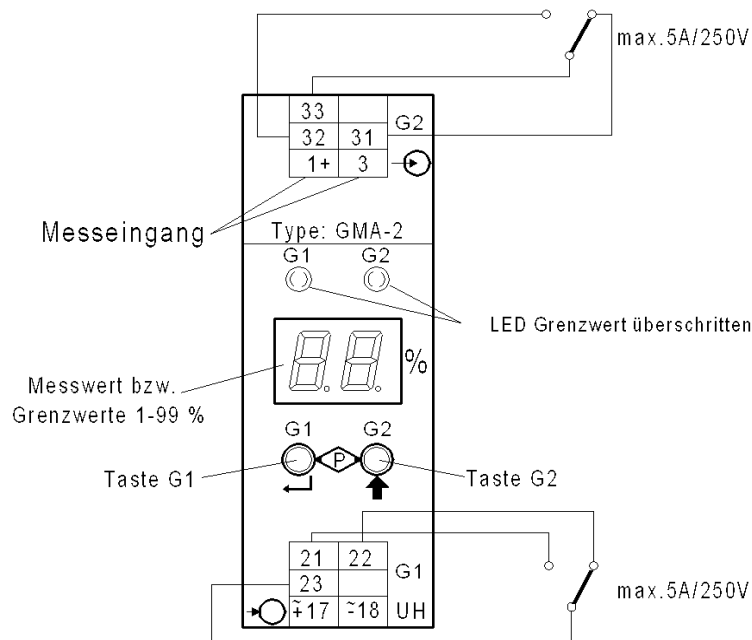 max.5A/250V
33
32 31 G2
1+ 3
Messeingang
Type: GMA-2
G1 G2
LED Grenzwert überschritten
88 %
Messwert bzw.
Grenzwerte 1-99 %
G1 G2
P
Taste G1
Taste G2
21 22
23 G1
~+17 ~-18 UH
max.5A/250V